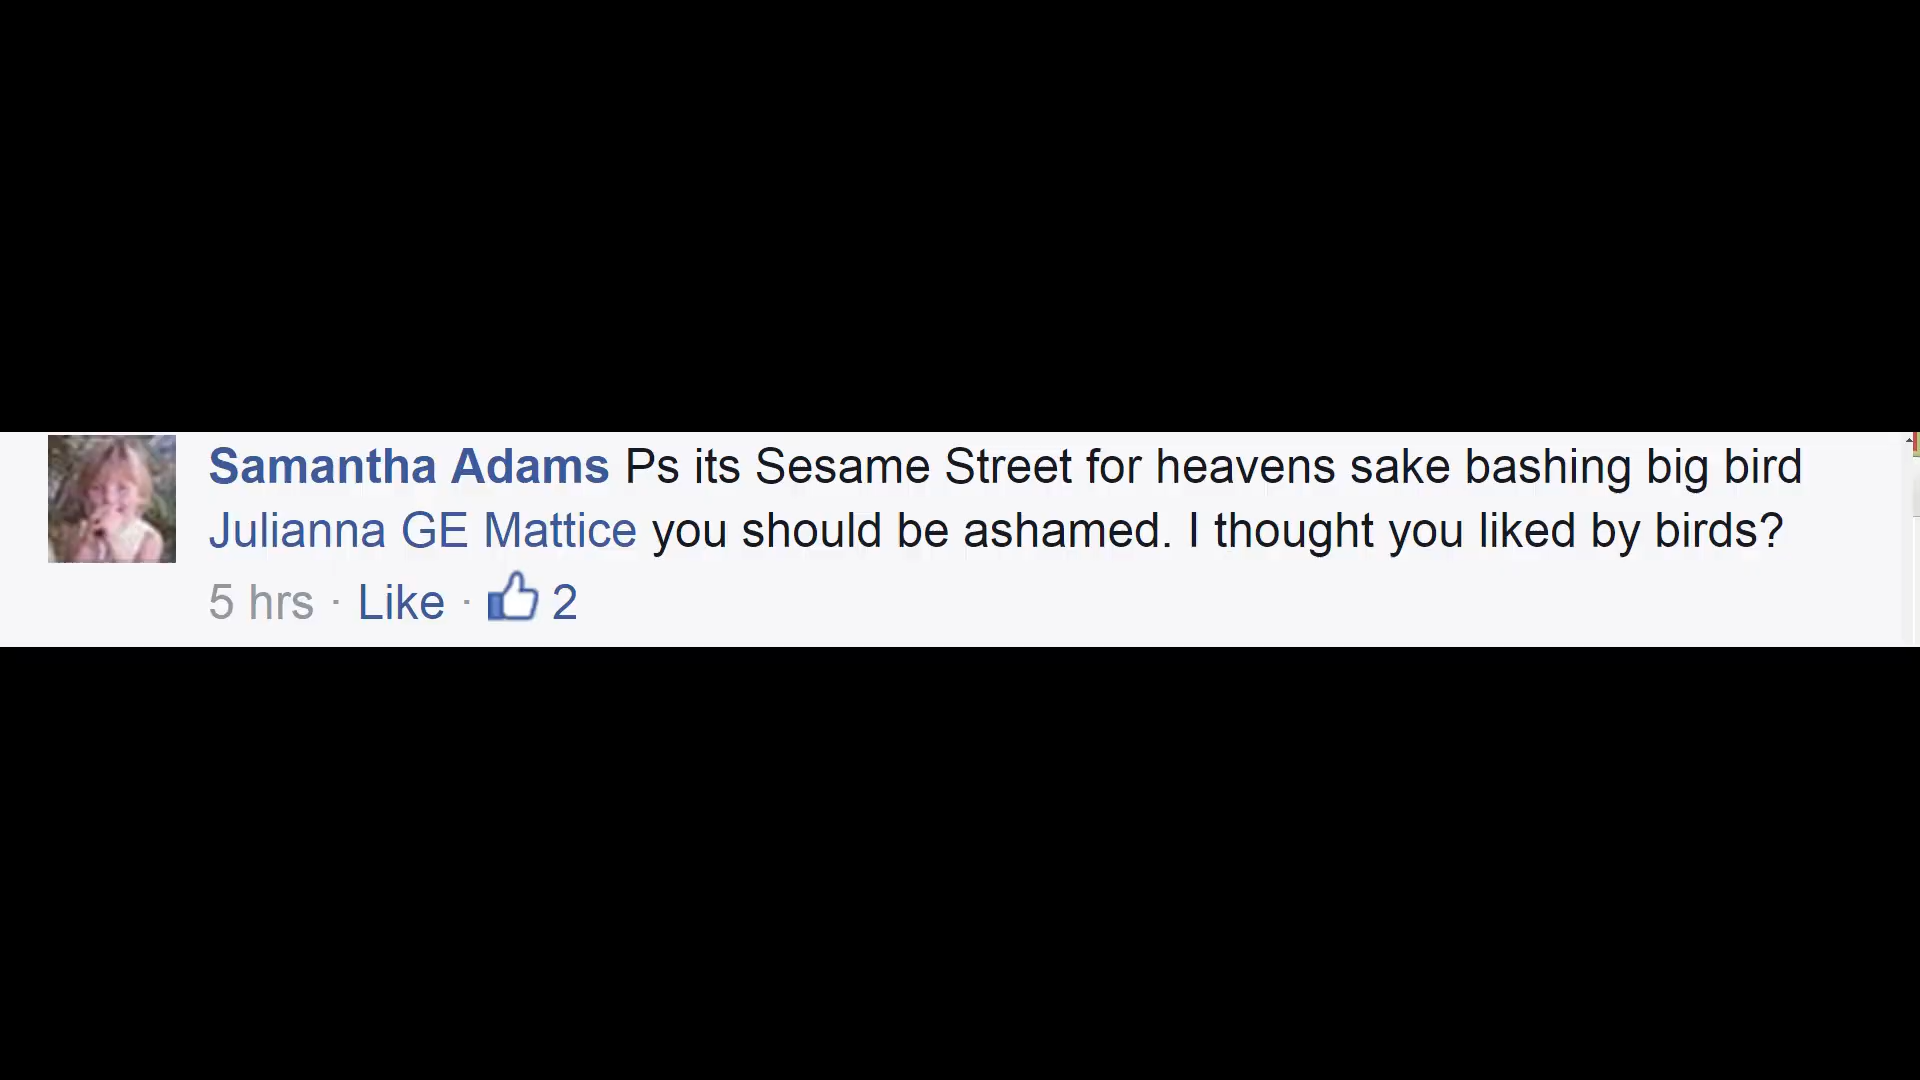 Samantha Adams Ps its Sesame Street for heavens sake bashing big bird
Julianna GE Mattice you should be ashamed. I thought you liked by birds?
5 hrs · Like · 2